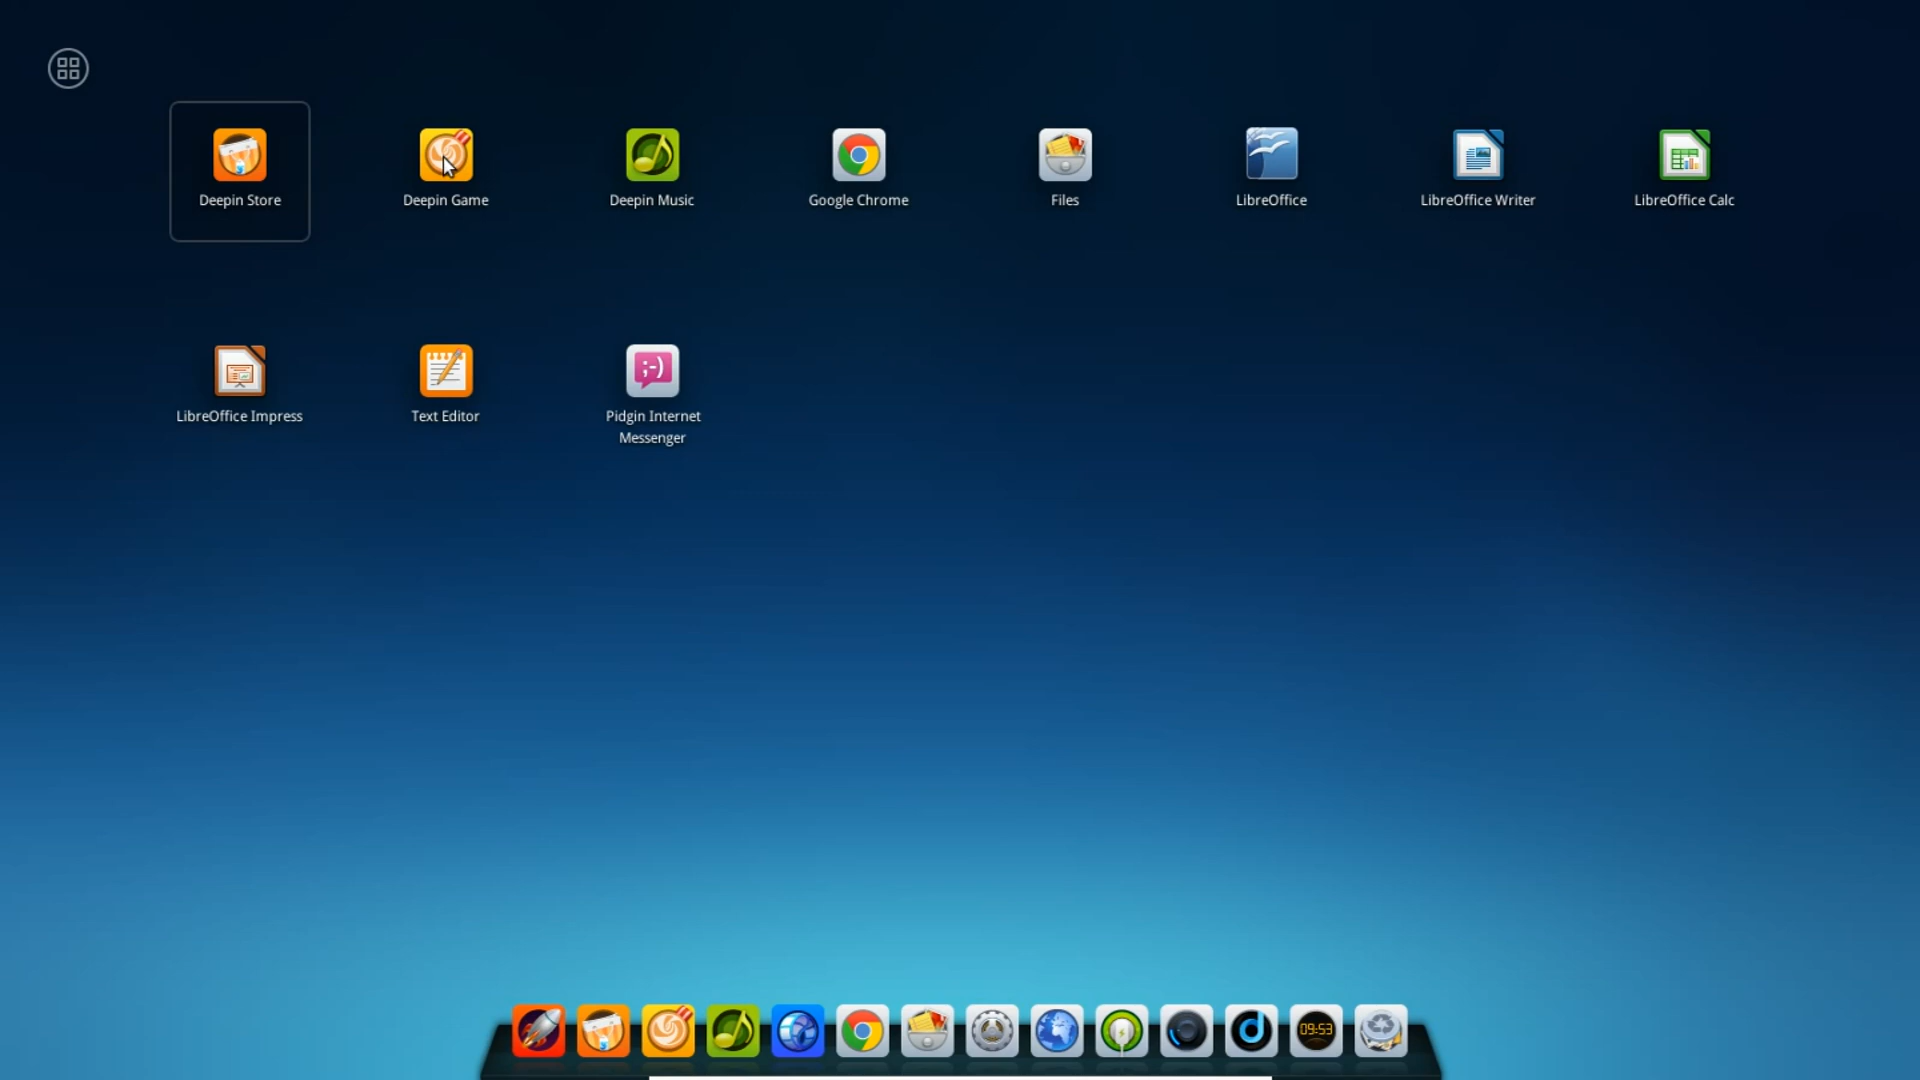 Deepin Store
Deepin Game
Deepin Music
Google Chrome
Files
LibreOffice
LibreOffice Writer
LibreOffice Calc
LibreOffice Impress
Text Editor
Pidgin Internet
Messenger
;-)
09:53